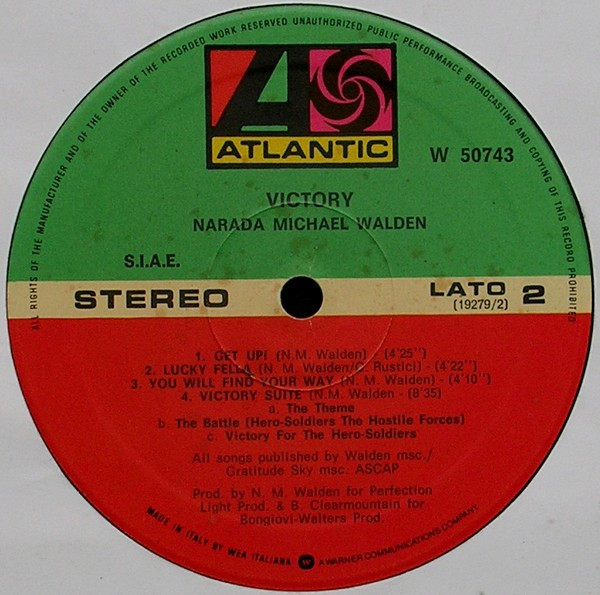 ALL RIGHTS OF THE MANUFACTURER AND OF THE OWNER OF THE RECORDED WORK RESERVED UNAUTHORIZED PUBLIC PERFORMANCE BROADCASTING AND COPYING OF THIS RECORD PROHIBITED
A
ATLANTIC
W 50743
VICTORY
NARADA MICHAEL WALDEN
S.I.A.E.
STEREO
LATO 2
(19279/2)
1. GET UP! (N.M. Walden) (4'25'')
2. LUCKY FELLA (N. M. Walden/C. Rustici) - (4'22'')
3. YOU WILL FIND YOUR WAY (N. M. Walden) - (4'10'')
4. VICTORY SUITE (N.M. Walden - (8'35)
a. The Theme
b. The Battle (Hero-Soldiers The Hostile Forces)
c. Victory For The Hero-Soldiers
All songs published by Walden msc./
Gratitude Sky msc. ASCAP
Prod. by N. M. Walden for Perfection
Light Prod. & B. Clearmountain for
Bongiovi-Walters Prod.
MADE IN ITALY BY WEA ITALIANA W A WARNER COMMUNICATIONS COMPANY